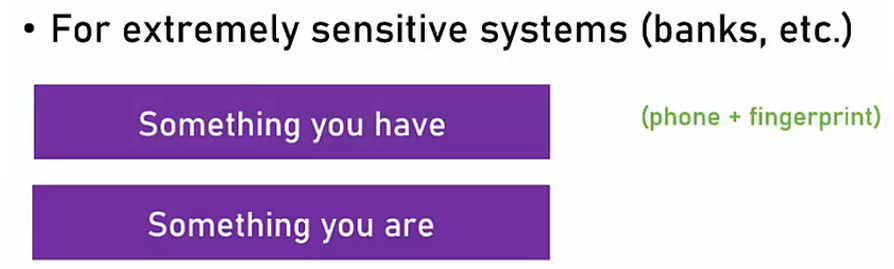 • For extremely sensitive systems (banks, etc.)
Something you have
(phone + fingerprint)
Something you are